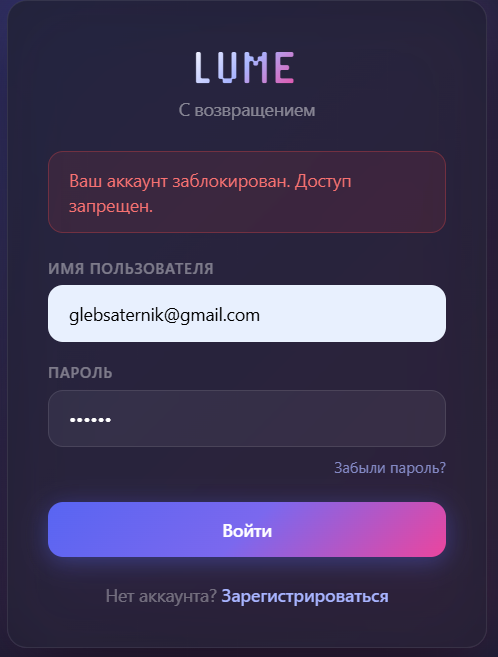 LUME
С возвращением
Ваш аккаунт заблокирован. Доступ
запрещен.
ИМЯ ПОЛЬЗОВАТЕЛЯ
glebsaternik@gmail.com
ПАРОЛЬ
••••••
Забыли пароль?
Войти
Нет аккаунта? Зарегистрироваться